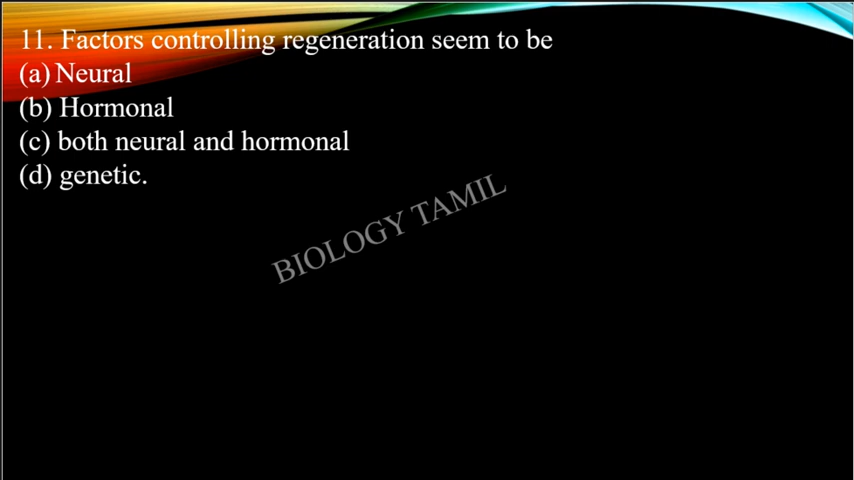 11. Factors controlling regeneration seem to be
(a) Neural
(b) Hormonal
(c) both neural and hormonal
(d) genetic.
BIOLOGY TAMIL